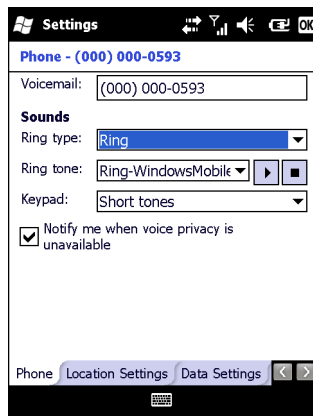 Settings
OK
Phone - (000) 000-0593
Voicemail: (000) 000-0593
Sounds
Ring type: Ring
Ring tone: Ring-WindowsMobile
Keypad: Short tones
Notify me when voice privacy is
unavailable
Phone Location Settings Data Settings